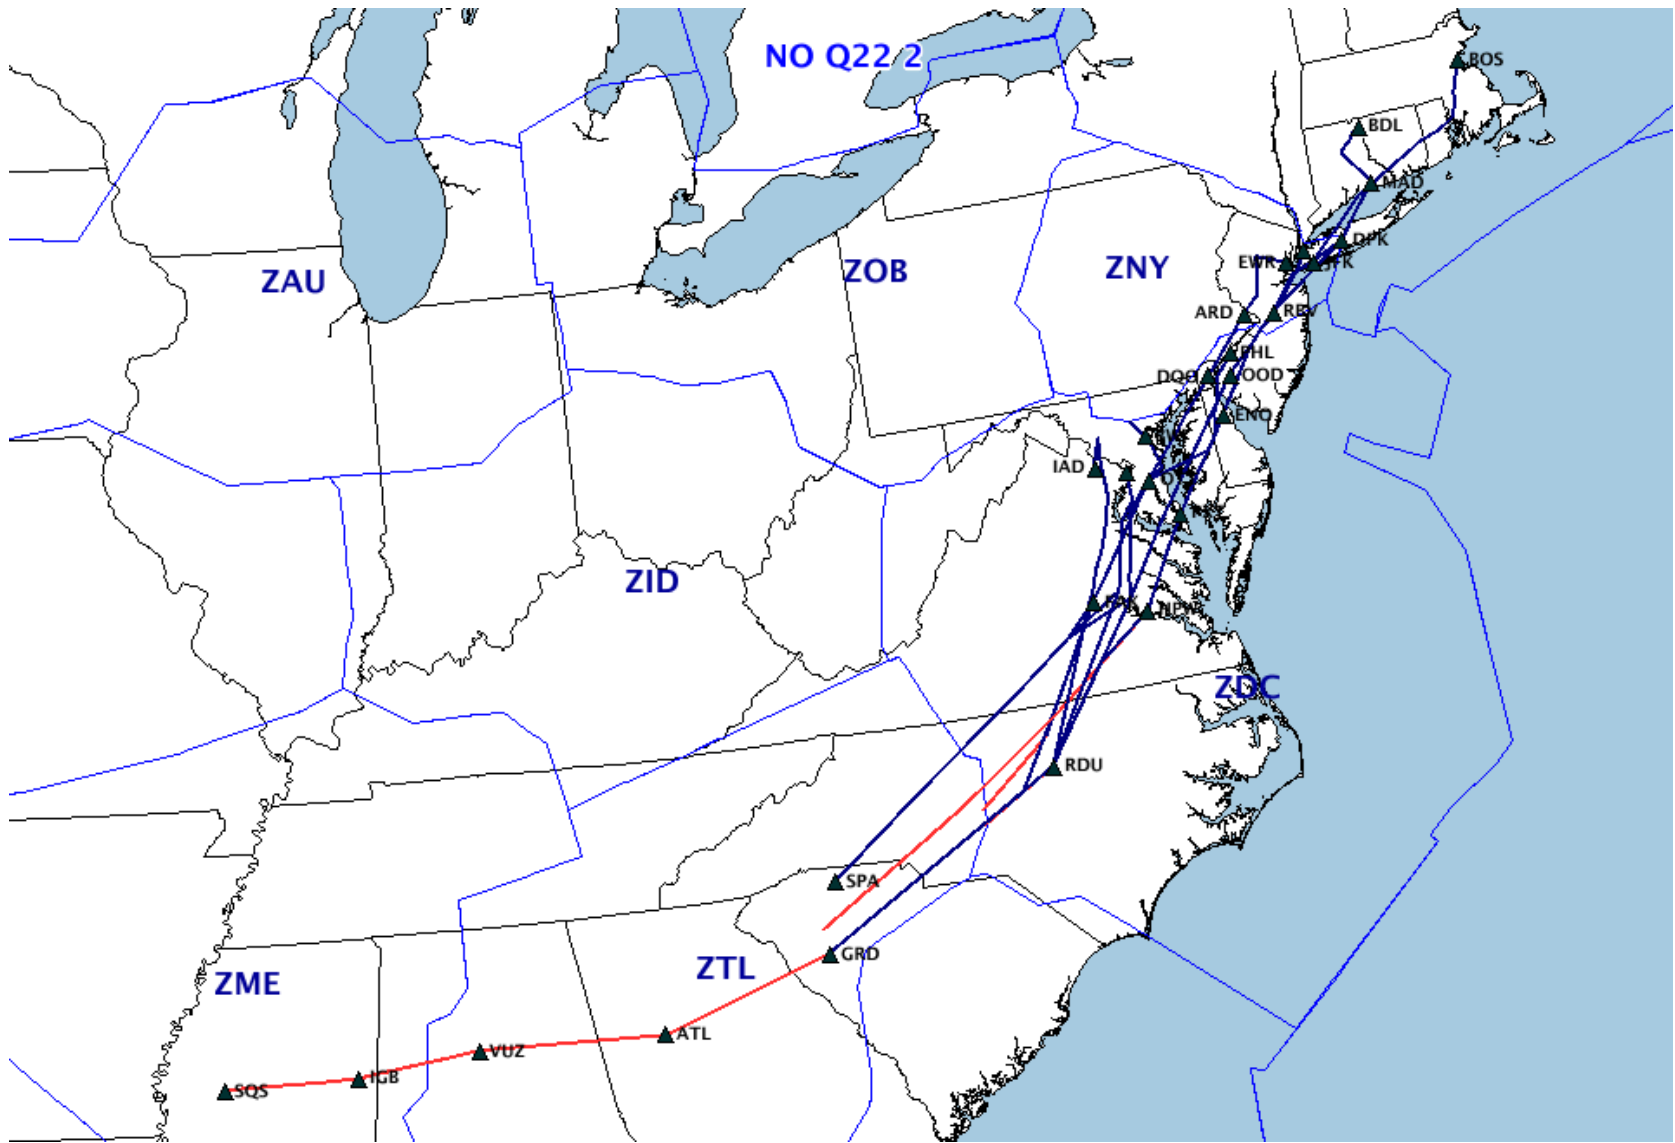 NO Q22 2
BOS
BDL
MAD
DPK
EWR
JFK
ZAU
ZOB
ZNY
ARD
RBV
PHL
DQO
OOD
ENO
IAD
ZID
ZDC
RDU
SPA
GRD
ZTL
ZME
ATL
VUZ
IGB
SQS